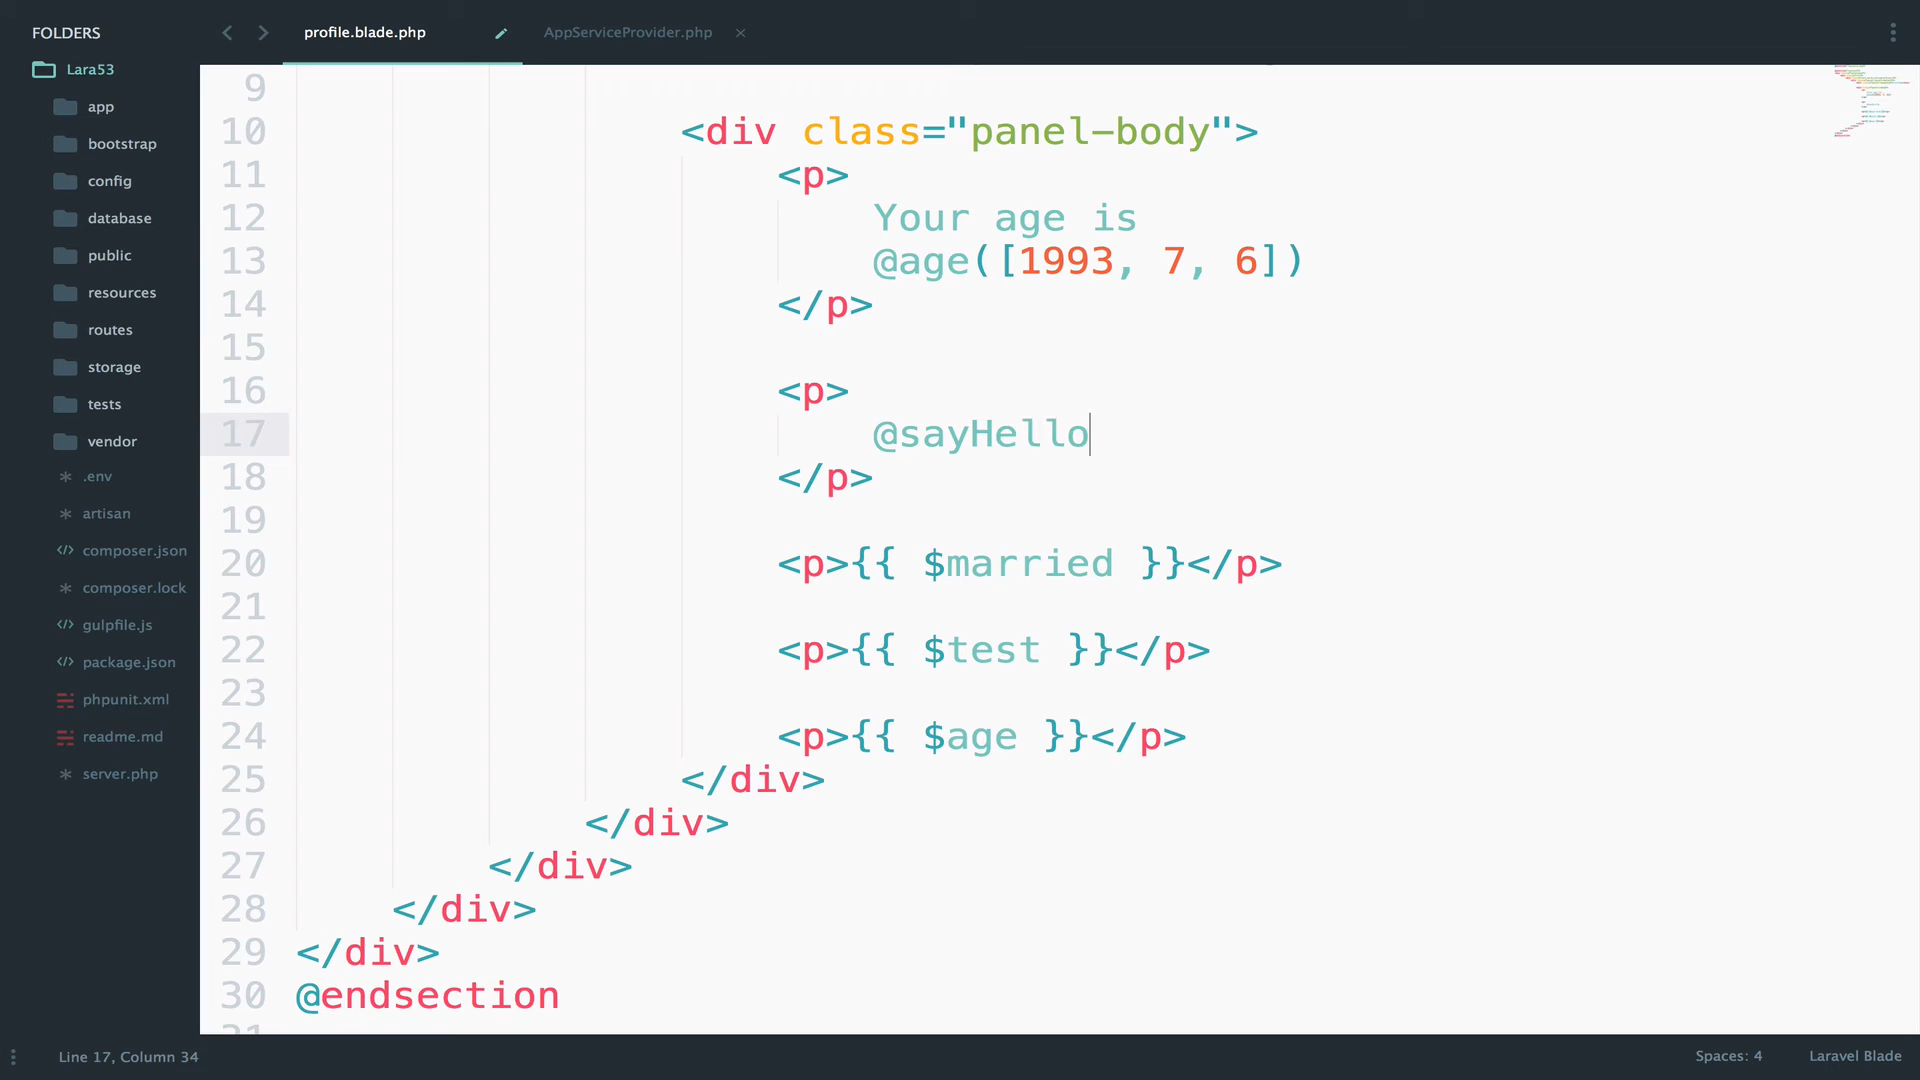 FOLDERS
Lara53
app
bootstrap
config
database
public
resources
routes
storage
tests
vendor
.env
artisan
composer.json
composer.lock
gulpfile.js
package.json
phpunit.xml
readme.md
server.php
profile.blade.php
AppServiceProvider.php
9
10 <div class="panel-body">
11 <p>
12 Your age is
13 @age([1993, 7, 6])
14 </p>
15
16 <p>
17 @sayHello
18 </p>
19
20 <p>{{ $married }}</p>
21
22 <p>{{ $test }}</p>
23
24 <p>{{ $age }}</p>
25 </div>
26 </div>
27 </div>
28 </div>
29 </div>
30 @endsection
31
Line 17, Column 34
Spaces: 4
Laravel Blade